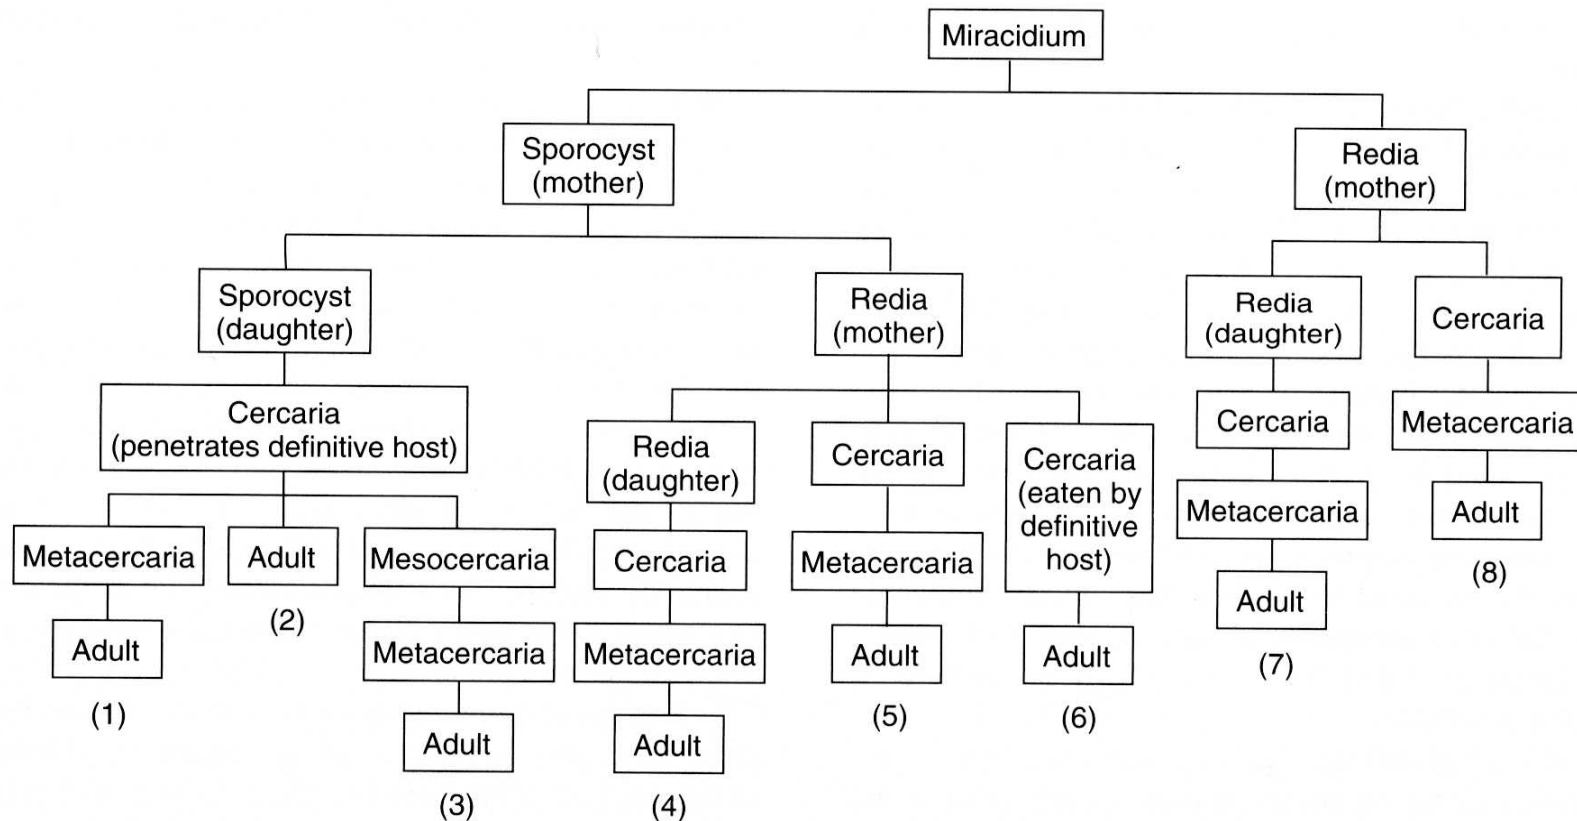 Miracidium
Sporocyst
(mother)
Redia
(mother)
Sporocyst
(daughter)
Redia
(mother)
Redia
(daughter)
Cercaria
Cercaria
(penetrates definitive host)
Redia
(daughter)
Cercaria
Cercaria
(eaten by
definitive
host)
Cercaria
Metacercaria
Metacercaria
Adult
Mesocercaria
Cercaria
Metacercaria
Metacercaria
Adult
(8)
Adult
(1)
(2)
Metacercaria
Adult
(3)
Metacercaria
Adult
(4)
Adult
(5)
Adult
(6)
Adult
(7)